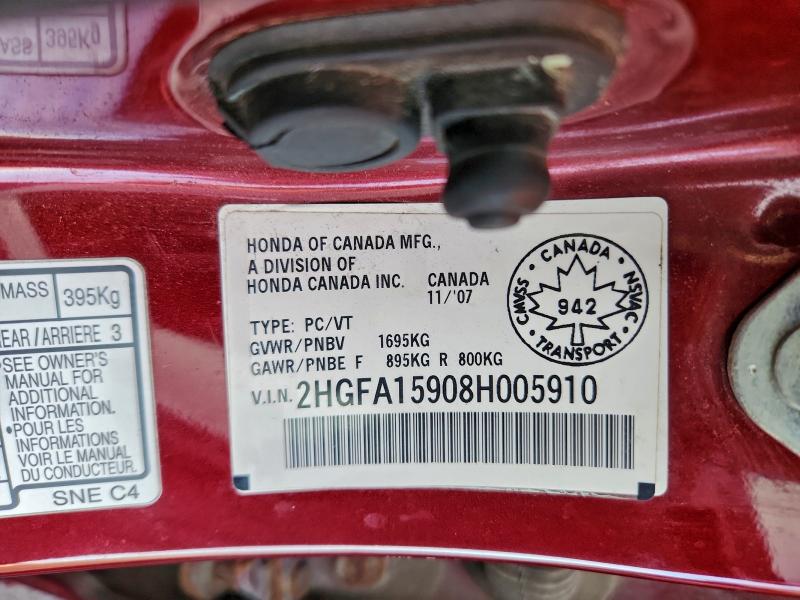 ASS 395Kg
HONDA OF CANADA MFG.,
A DIVISION OF
HONDA CANADA INC. CANADA
11/'07
TYPE: PC/VT
GVWR/PNBV 1695KG
GAWR/PNBE F 895KG R 800KG
V.I.N. 2HGFA15908H005910
CANADA
CMVSS 942 NSVAC
TRANSPORT
MASS 395Kg
EAR/ARRIERE 3
SEE OWNER'S
MANUAL FOR
ADDITIONAL
INFORMATION.
•POUR LES
INFORMATIONS
VOIR LE MANUAL
DU CONDUCTEUR.
SNE C4